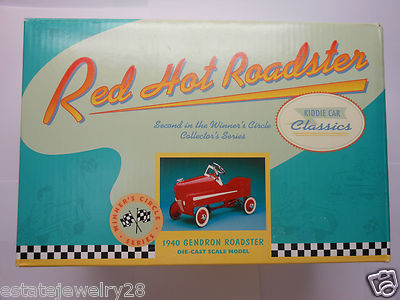 Red Hot Roadster
Second in the Winner's Circle
Collector's Series
KIDDIE CAR
Classics
WINNER'S CIRCLE
SERIES
1940 GENDRON ROADSTER
DIE-CAST SCALE MODEL
estatejewelry28